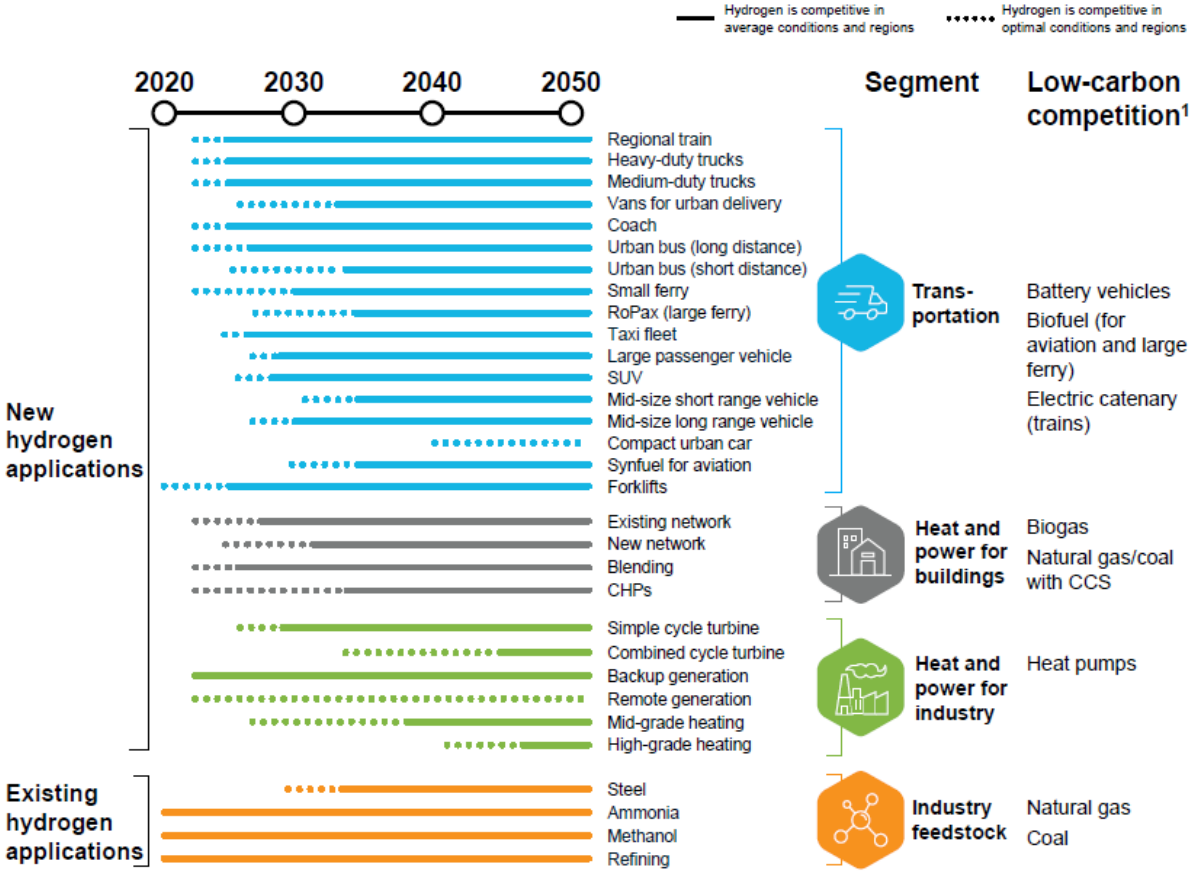 Hydrogen is competitive in
average conditions and regions
Hydrogen is competitive in
optimal conditions and regions
2020
2030
2040
2050
Segment
Low-carbon
competition¹
New
hydrogen
applications
Regional train
Heavy-duty trucks
Medium-duty trucks
Vans for urban delivery
Coach
Urban bus (long distance)
Urban bus (short distance)
Small ferry
RoPax (large ferry)
Taxi fleet
Large passenger vehicle
SUV
Mid-size short range vehicle
Mid-size long range vehicle
Compact urban car
Synfuel for aviation
Forklifts
Trans-
portation
Battery vehicles
Biofuel (for
aviation and large
ferry)
Electric catenary
(trains)
Existing network
New network
Blending
CHPs
Heat and
power for
buildings
Biogas
Natural gas/coal
with CCS
Simple cycle turbine
Combined cycle turbine
Backup generation
Remote generation
Mid-grade heating
High-grade heating
Heat and
power for
industry
Heat pumps
Existing
hydrogen
applications
Steel
Ammonia
Methanol
Refining
Industry
feedstock
Natural gas
Coal